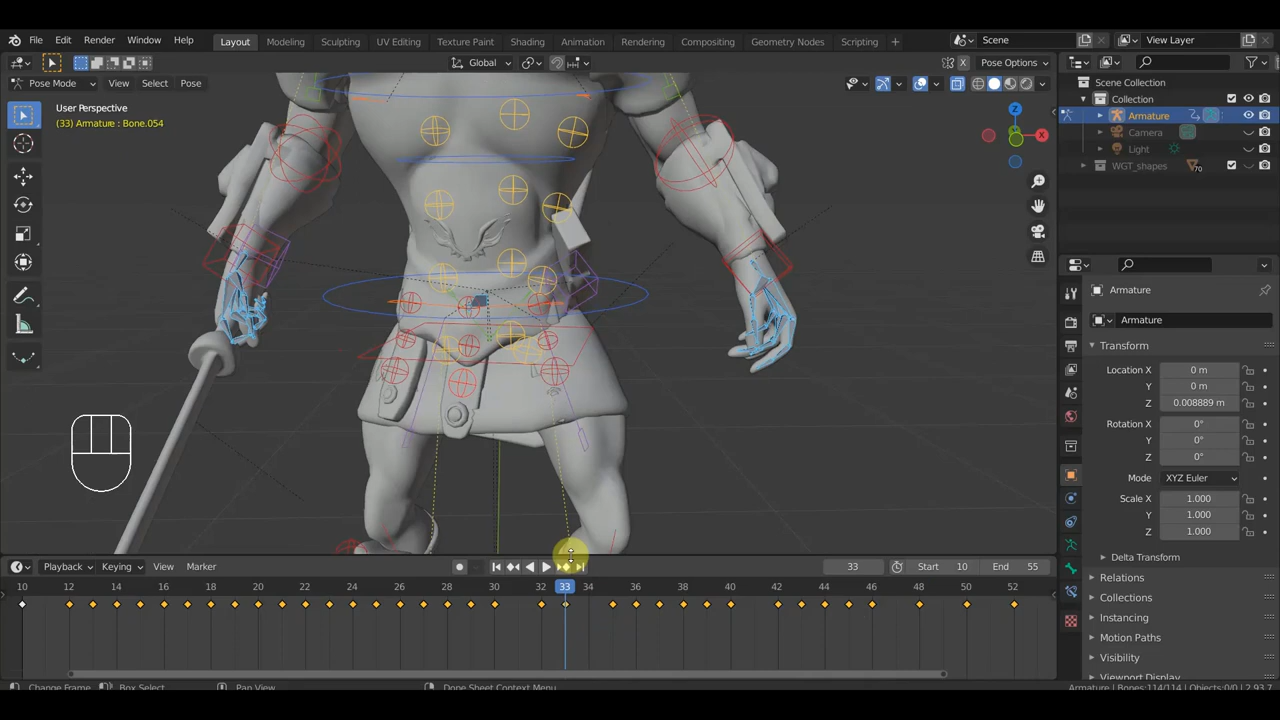 File Edit Render Window Help Layout Modeling Sculpting UV Editing Texture Paint Shading Animation Rendering Compositing Geometry Nodes Scripting + Scene View Layer
Global Pose Options
Pose Mode View Select Pose
Scene Collection
Collection
Armature
Camera
Light
WGT_shapes 70
User Perspective
(33) Armature : Bone.054
Z
X
Armature
Armature
Transform
Location X 0 m
Y 0 m
Z 0.008889 m
Rotation X 0°
Y 0°
Z 0°
Mode XYZ Euler
Scale X 1.000
Y 1.000
Z 1.000
Delta Transform
Relations
Collections
Instancing
Motion Paths
Visibility
Viewport Display
Playback Keying View Marker 33 Start 10 End 55
10 12 14 16 18 20 22 24 26 28 30 32 33 34 36 38 40 42 44 46 48 50 52
Change Frame Box Select Pan View Dope Sheet Context Menu